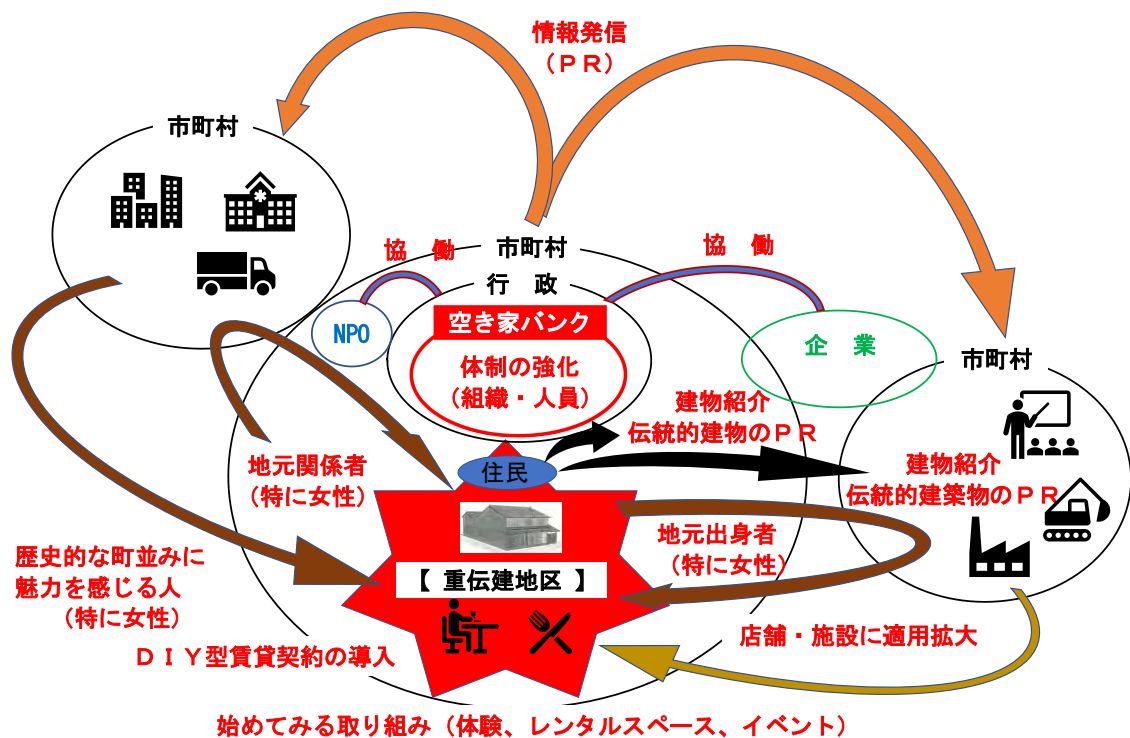 情報発信
（ＰＲ）
市町村
市町村
協　働
協　働
行　政
空き家バンク
NPO
企　業
体制の強化
（組織・人員）
市町村
建物紹介
伝統的建物のＰＲ
住民
地元関係者
（特に女性）
建物紹介
伝統的建築物のＰＲ
地元出身者
（特に女性）
歴史的な町並みに
魅力を感じる人
（特に女性）
【 重伝建地区 】
店舗・施設に適用拡大
ＤＩＹ型賃貸契約の導入
始めてみる取り組み（体験、レンタルスペース、イベント）